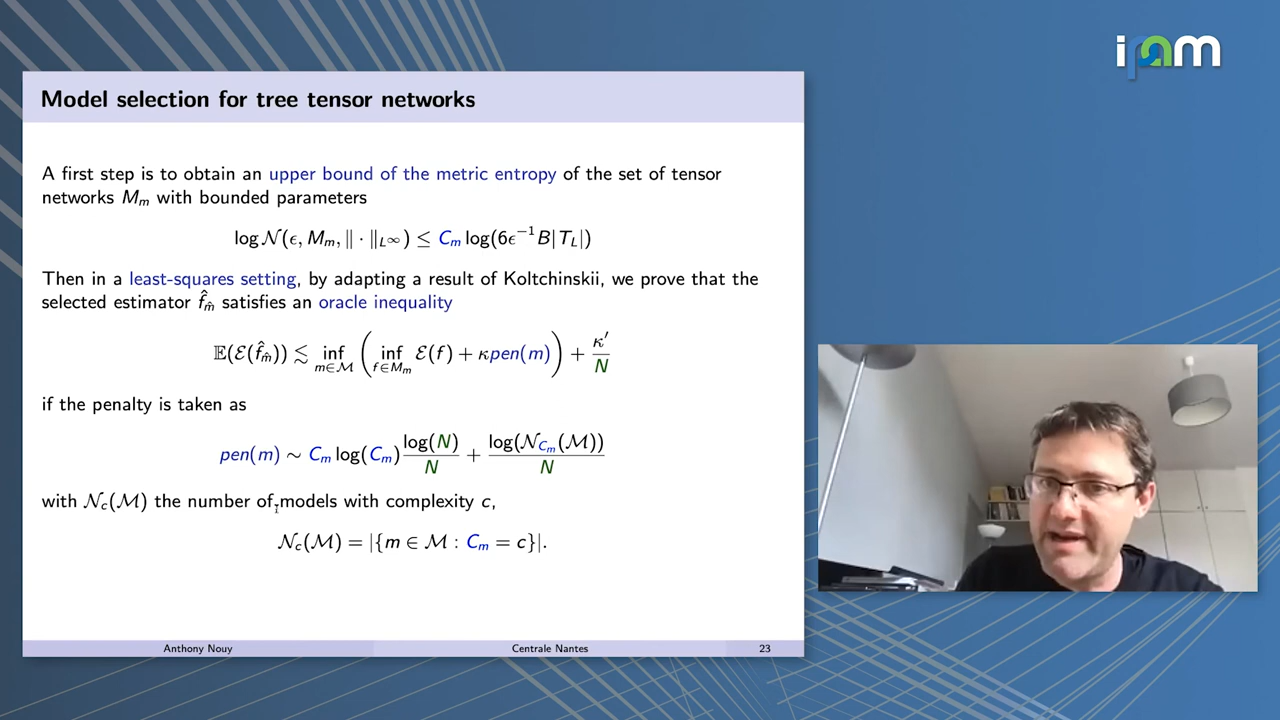 ipam
Model selection for tree tensor networks
A first step is to obtain an upper bound of the metric entropy of the set of tensor
networks M_m with bounded parameters
log 𝒩(ϵ, M_m, ‖ · ‖_{L^∞}) ≤ C_m log(6ϵ^{−1}B|T_L|)
Then in a least-squares setting, by adapting a result of Koltchinskii, we prove that the
selected estimator f̂_{m̂} satisfies an oracle inequality
𝔼(ℰ(f̂_{m̂})) ≲ inf_{m∈ℳ} ( inf_{f∈M_m} ℰ(f) + κpen(m) ) + κ′/N
if the penalty is taken as
pen(m) ∼ C_m log(C_m) log(N)/N + log(𝒩_{C_m}(ℳ))/N
with 𝒩_c(ℳ) the number of models with complexity c,
𝒩_c(ℳ) = |{m ∈ ℳ : C_m = c}|.
Anthony Nouy Centrale Nantes 23